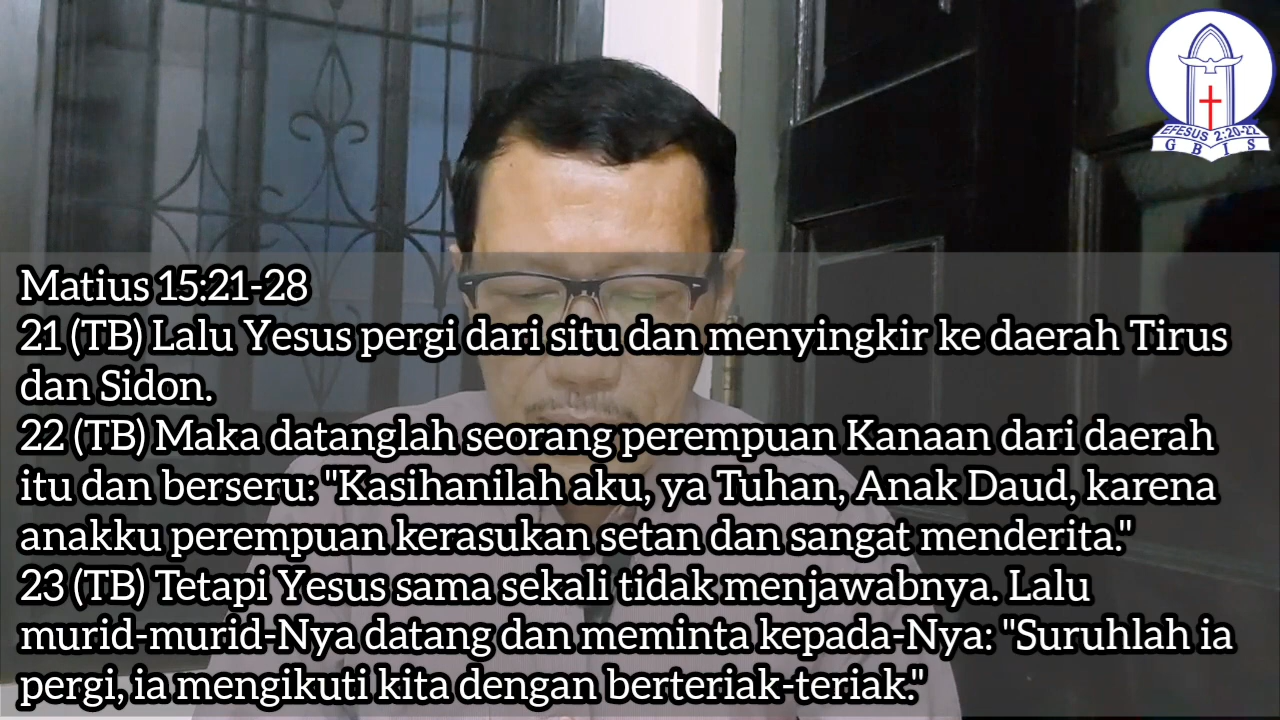 EFESUS 2:20-22
G B I S
Matius 15:21-28
21 (TB) Lalu Yesus pergi dari situ dan menyingkir ke daerah Tirus
dan Sidon.
22 (TB) Maka datanglah seorang perempuan Kanaan dari daerah
itu dan berseru: "Kasihanilah aku, ya Tuhan, Anak Daud, karena
anakku perempuan kerasukan setan dan sangat menderita."
23 (TB) Tetapi Yesus sama sekali tidak menjawabnya. Lalu
murid-murid-Nya datang dan meminta kepada-Nya: "Suruhlah ia
pergi, ia mengikuti kita dengan berteriak-teriak."